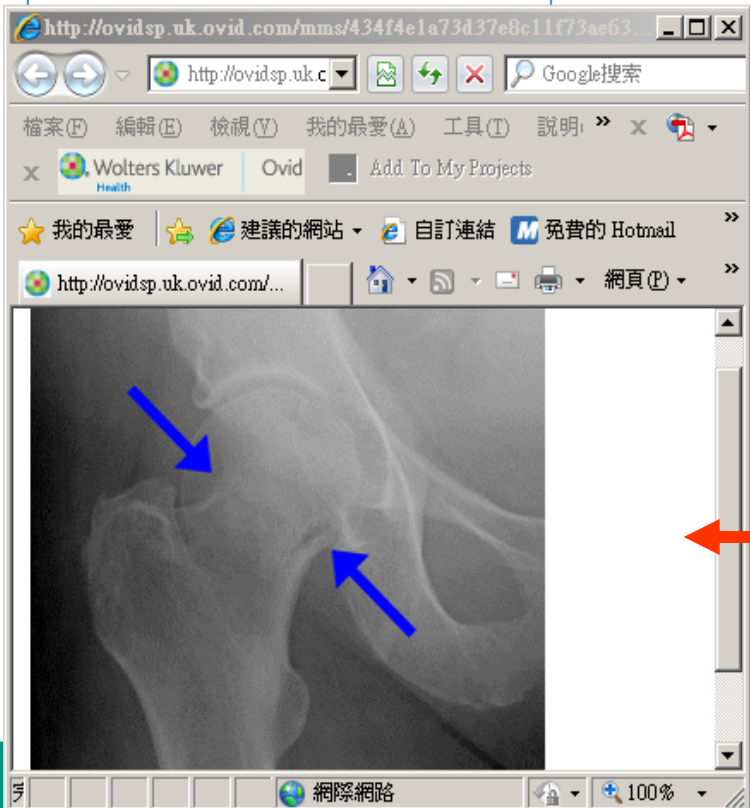 http://ovidsp.uk.ovid.com/mms/434f4e1a73d37e8c11f73ae63...
http://ovidsp.uk.c Google搜索
檔案(F) 編輯(E) 檢視(V) 我的最愛(A) 工具(T) 說明 »
x Wolters Kluwer Health Ovid Add To My Projects
我的最愛 建議的網站 自訂連結 免費的 Hotmail »
http://ovidsp.uk.ovid.com/... 網頁(P) »
網際網路 100%